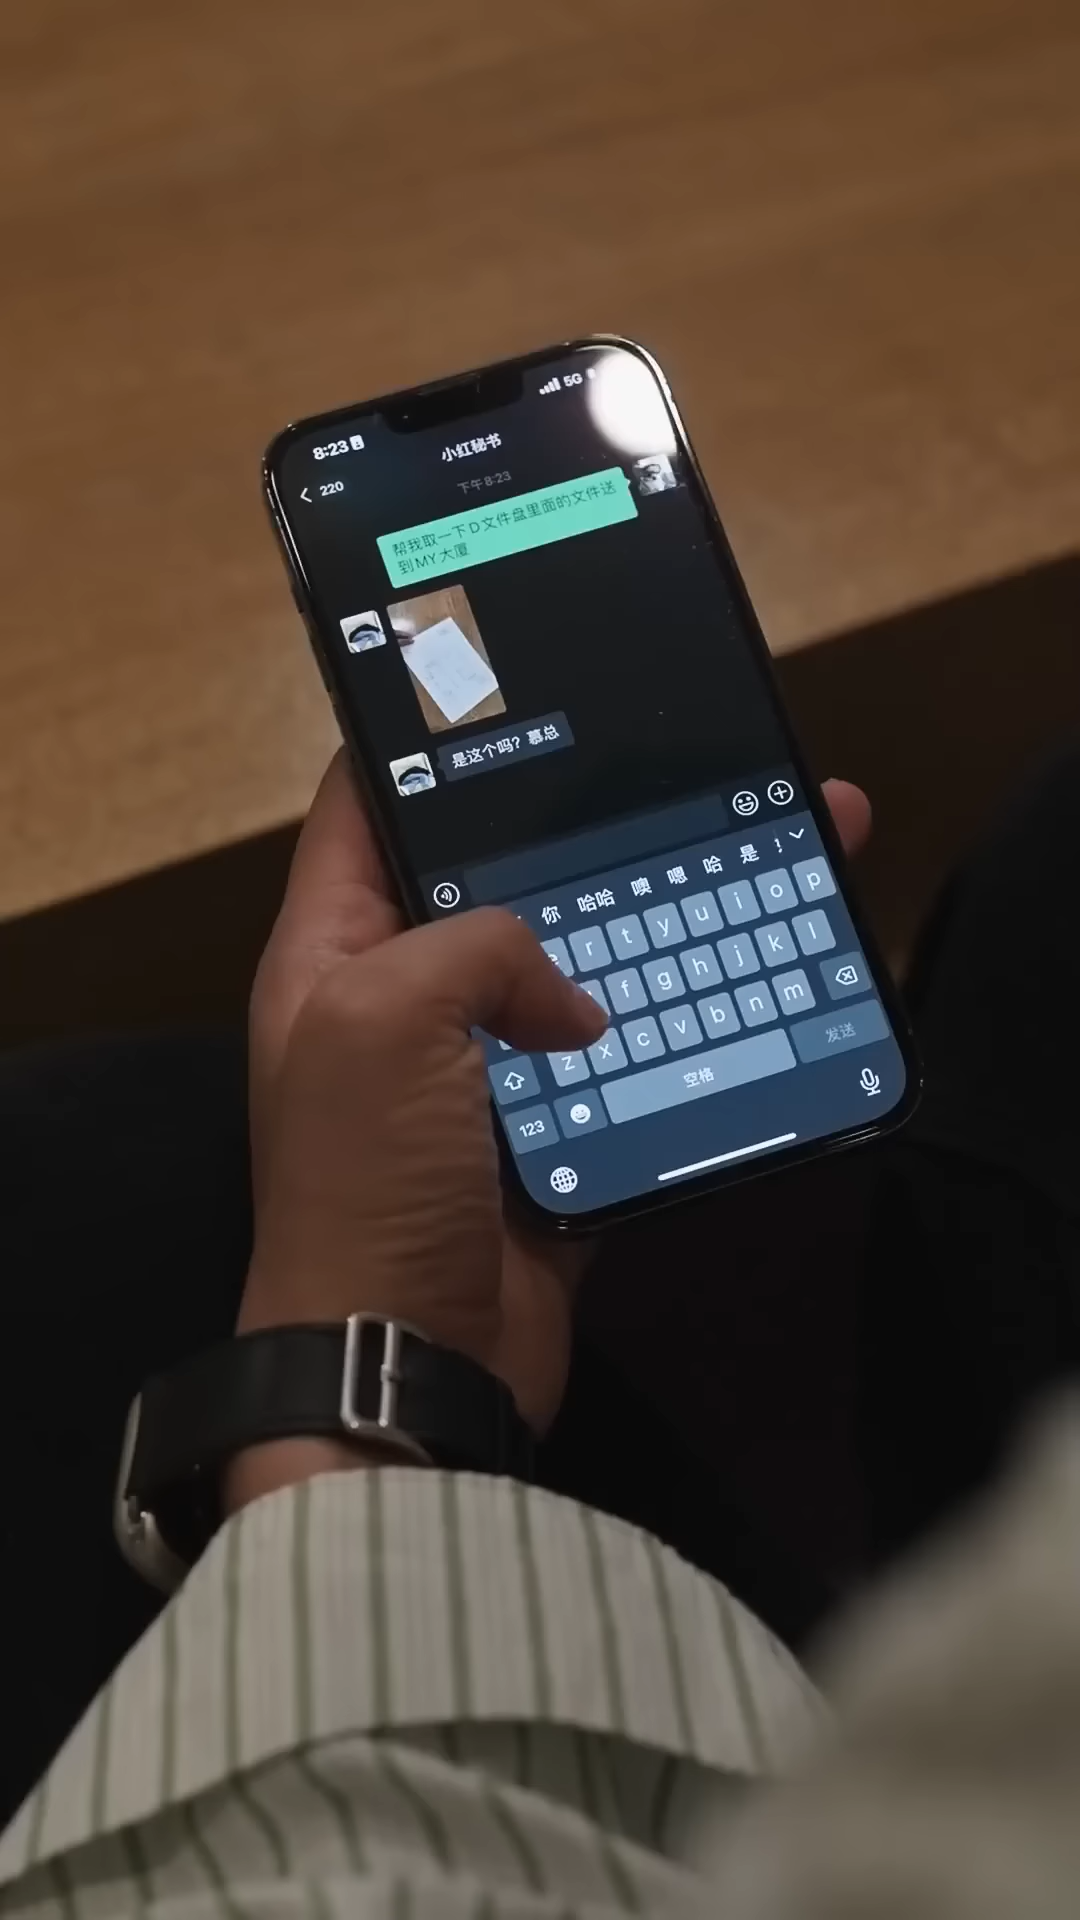 8:23
5G
小红秘书
220
下午8:23
帮我取一下D文件盘里面的文件送
到MY大厦
是这个吗？慕总
你 哈哈 噢 嗯 哈 是
e r t y u i o p
f g h j k l
z x c v b n m
123 空格 发送